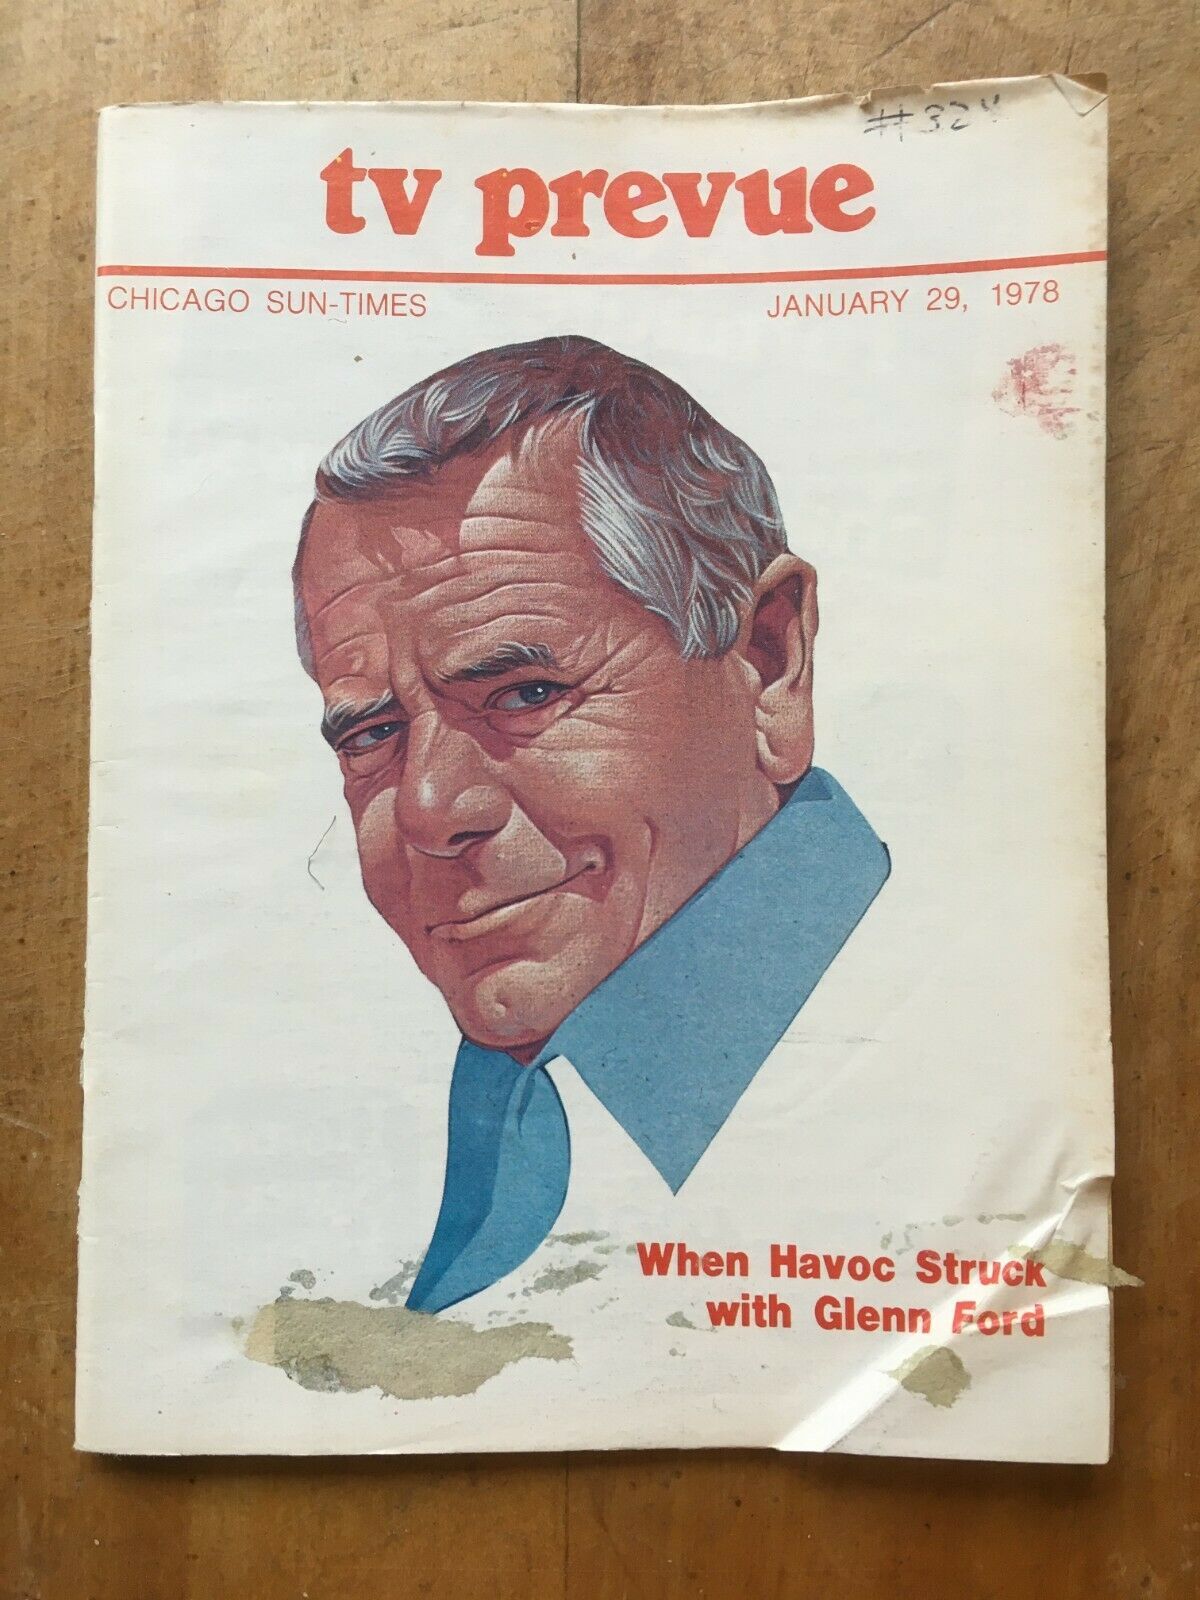 #324
tv prevue
CHICAGO SUN-TIMES
JANUARY 29, 1978
When Havoc Struck
with Glenn Ford